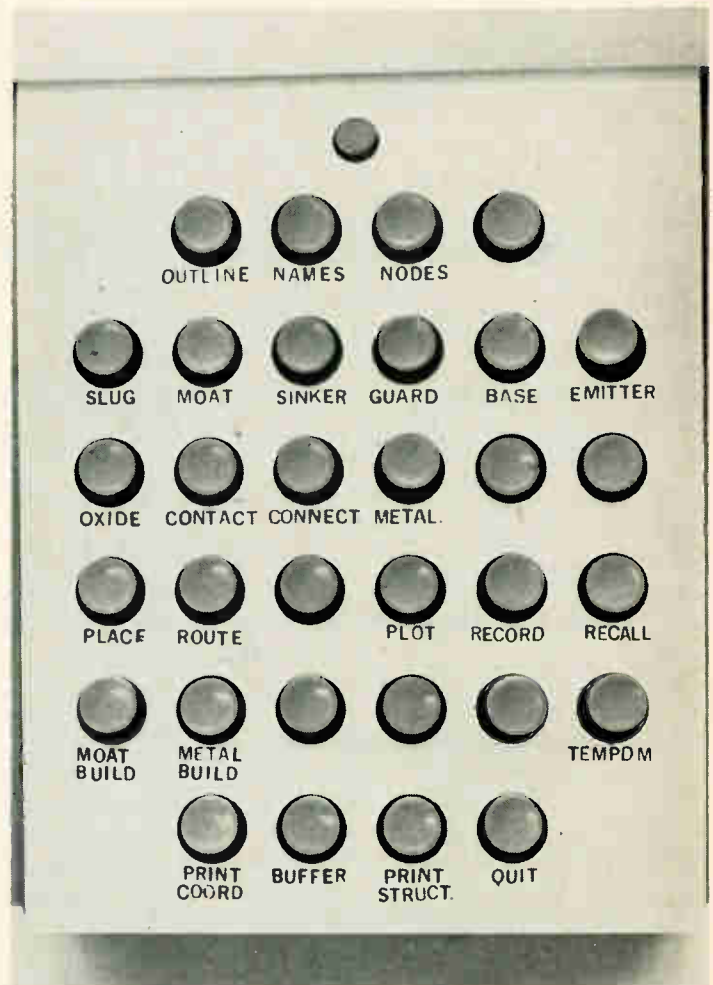 OUTLINE NAMES NODES
SLUG MOAT SINKER GUARD BASE EMITTER
OXIDE CONTACT CONNECT METAL.
PLACE ROUTE PLOT RECORD RECALL
MOAT BUILD METAL BUILD TEMPDM
PRINT COORD BUFFER PRINT STRUCT. QUIT